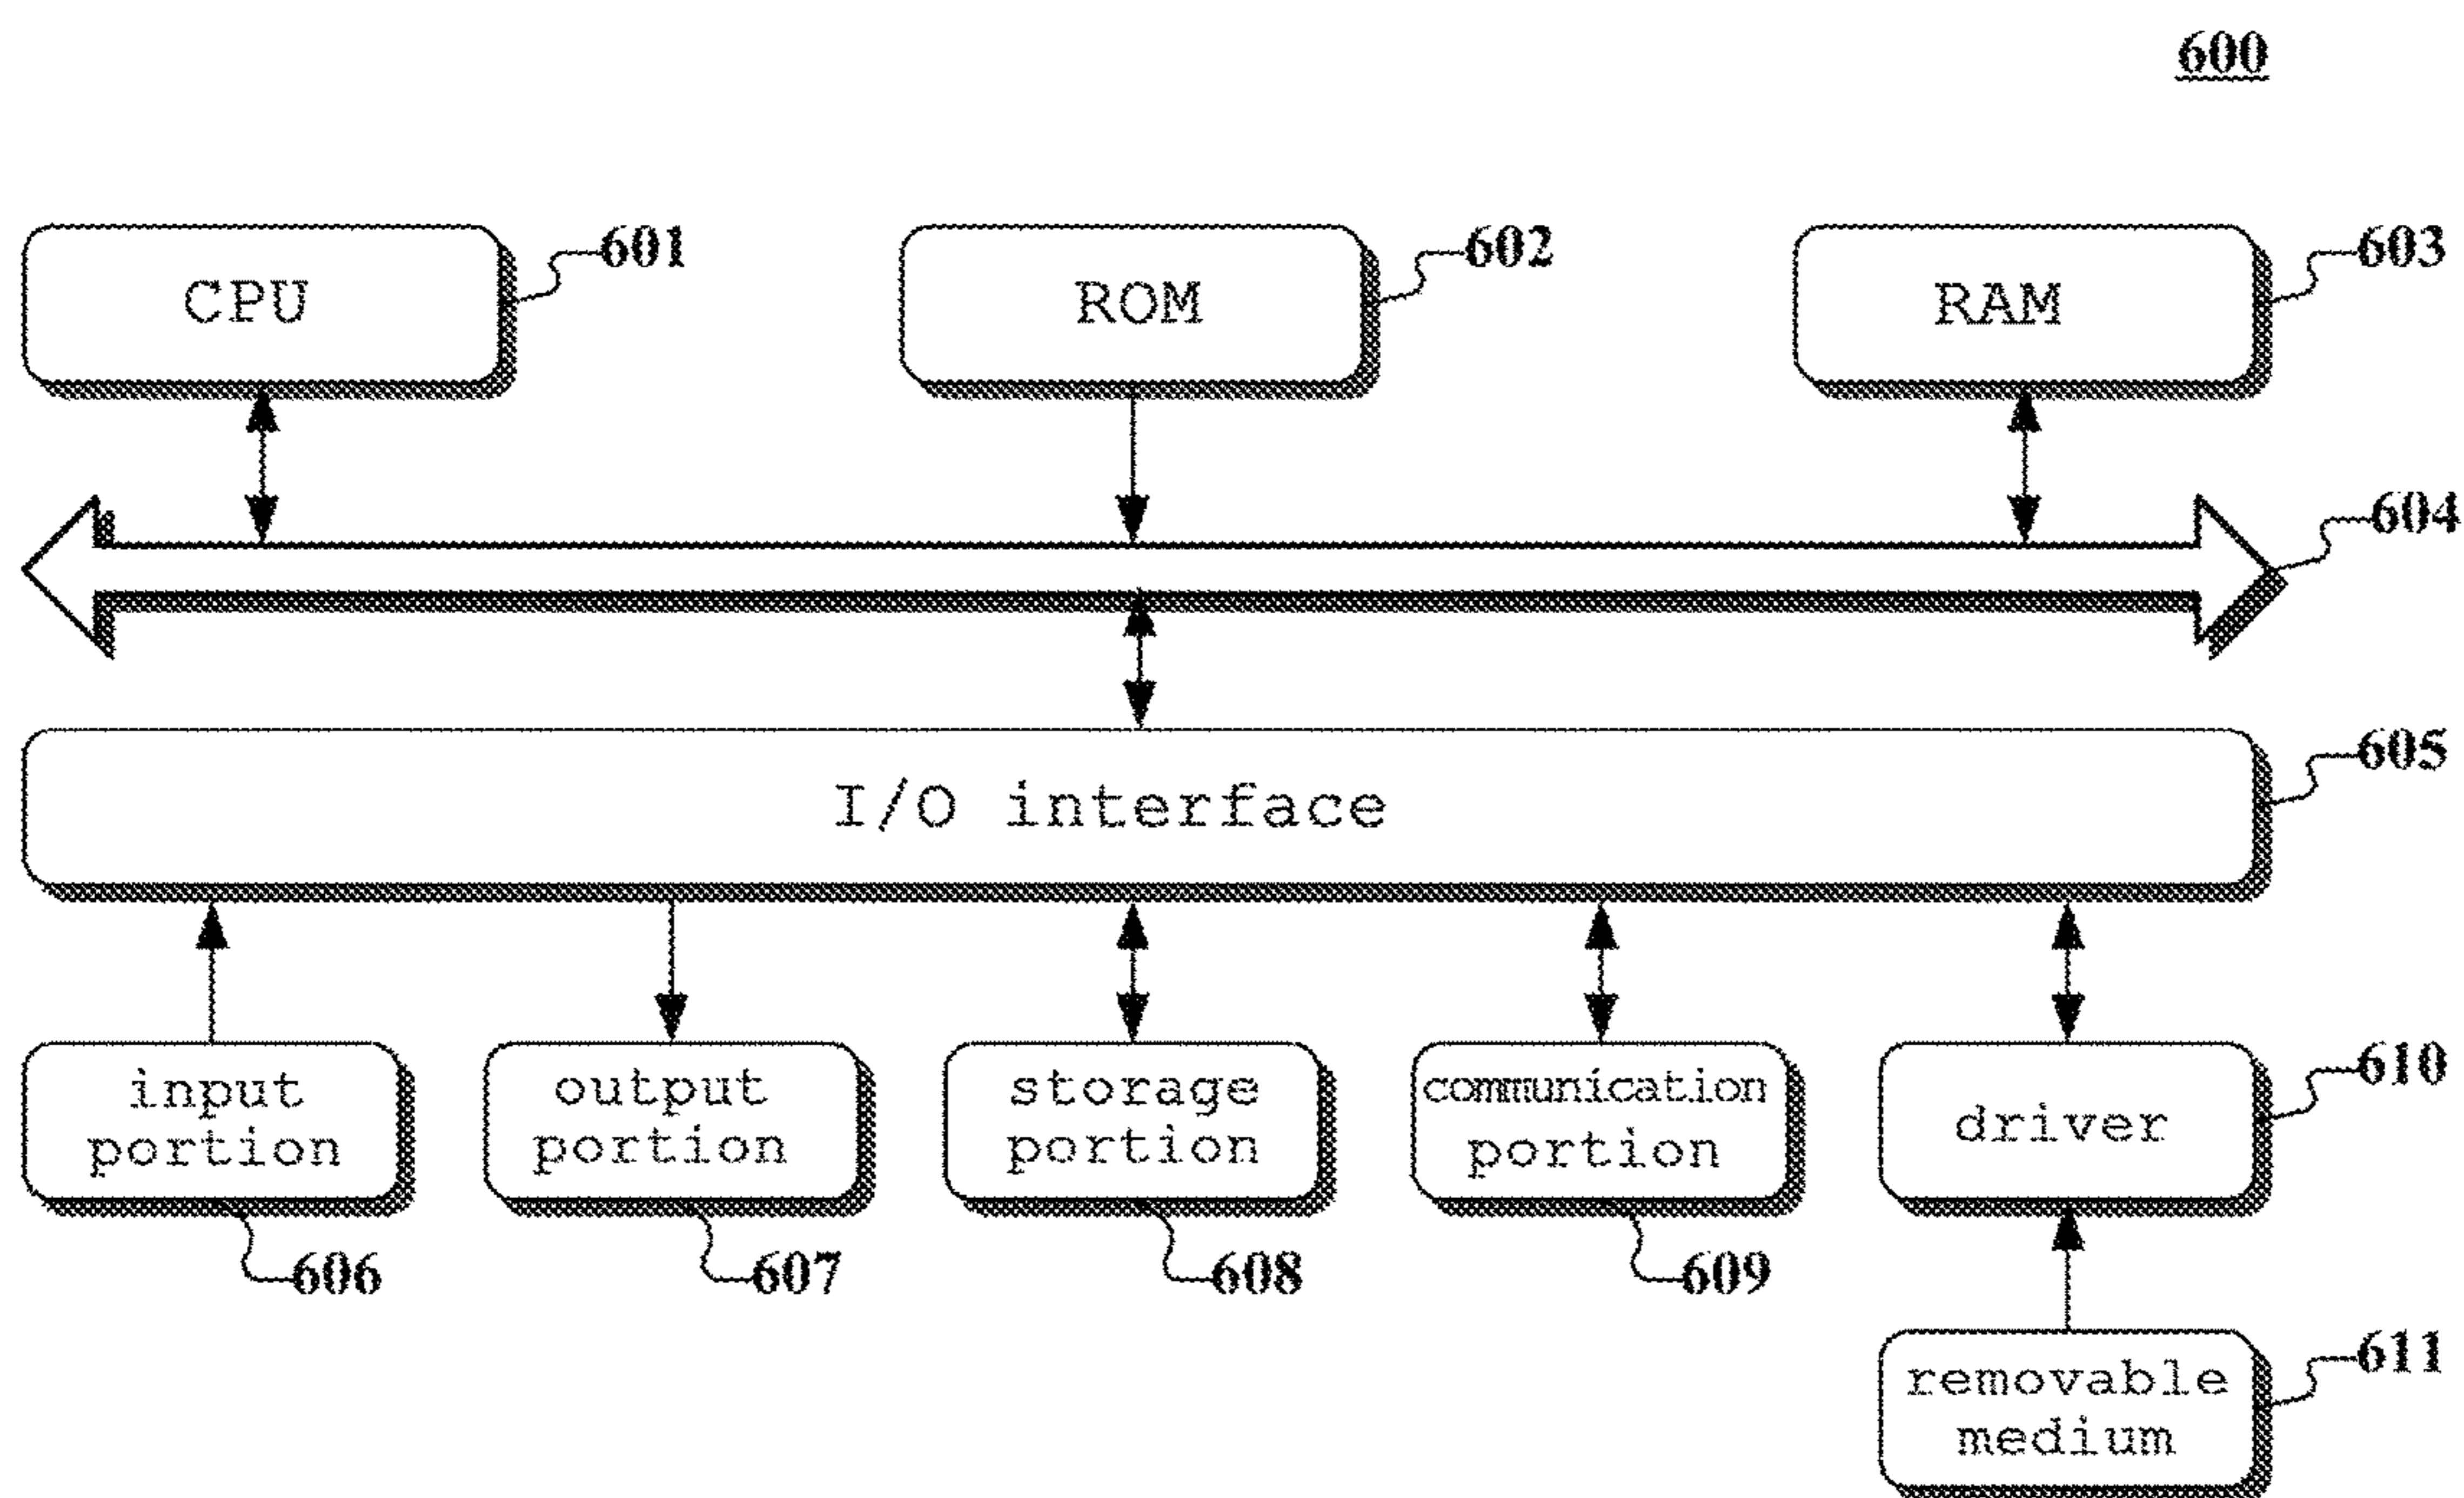 600
CPU
601
ROM
602
RAM
603
604
I/O interface
605
input
portion
606
output
portion
607
storage
portion
608
communication
portion
609
driver
610
removable
medium
611